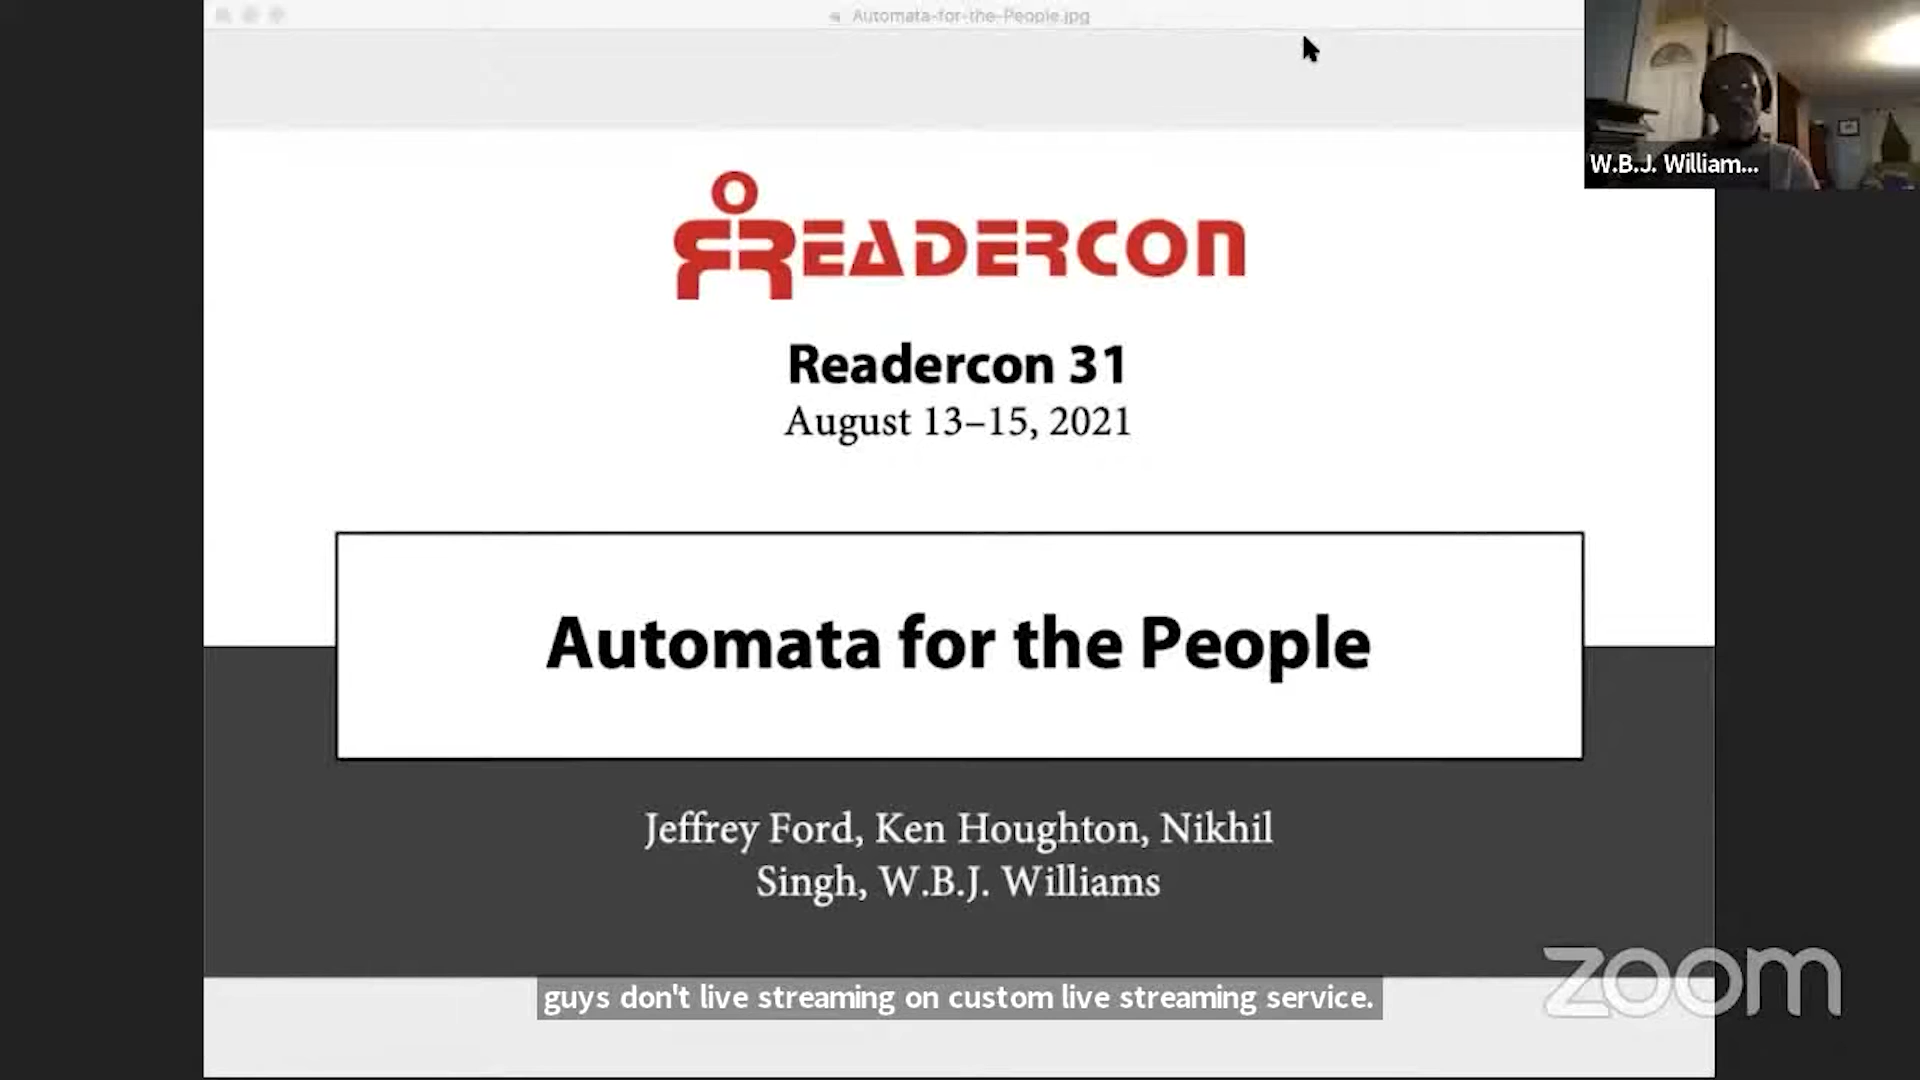 Automata-for-the-People.jpg
W.B.J. William...
READERCON
Readercon 31
August 13–15, 2021
Automata for the People
Jeffrey Ford, Ken Houghton, Nikhil
Singh, W.B.J. Williams
zoom
guys don't live streaming on custom live streaming service.